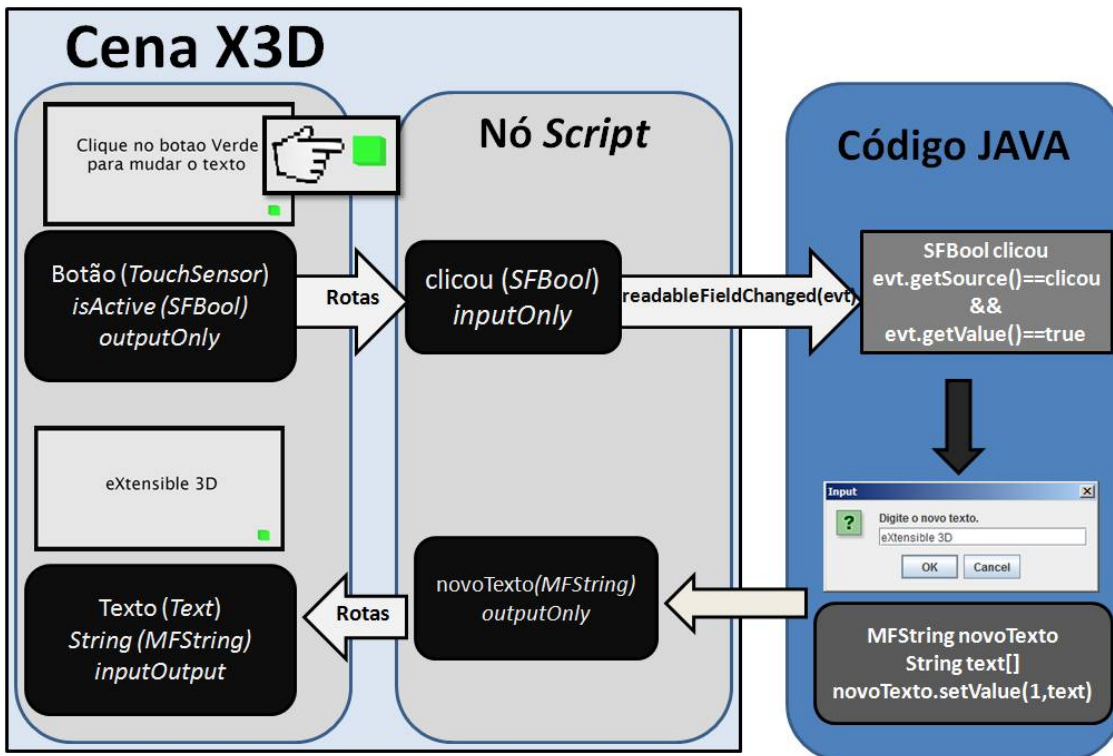 Cena X3D
Clique no botao Verde
para mudar o texto
Nó Script
Código JAVA
Botão (TouchSensor)
isActive (SFBool)
outputOnly
Rotas
clicou (SFBool)
inputOnly
readableFieldChanged(evt)
SFBool clicou
evt.getSource()==clicou
&&
evt.getValue()==true
eXtensible 3D
Input
?
Digite o novo texto.
eXtensible 3D
OK
Cancel
Texto (Text)
String (MFString)
inputOutput
Rotas
novoTexto(MFString)
outputOnly
MFString novoTexto
String text[]
novoTexto.setValue(1,text)